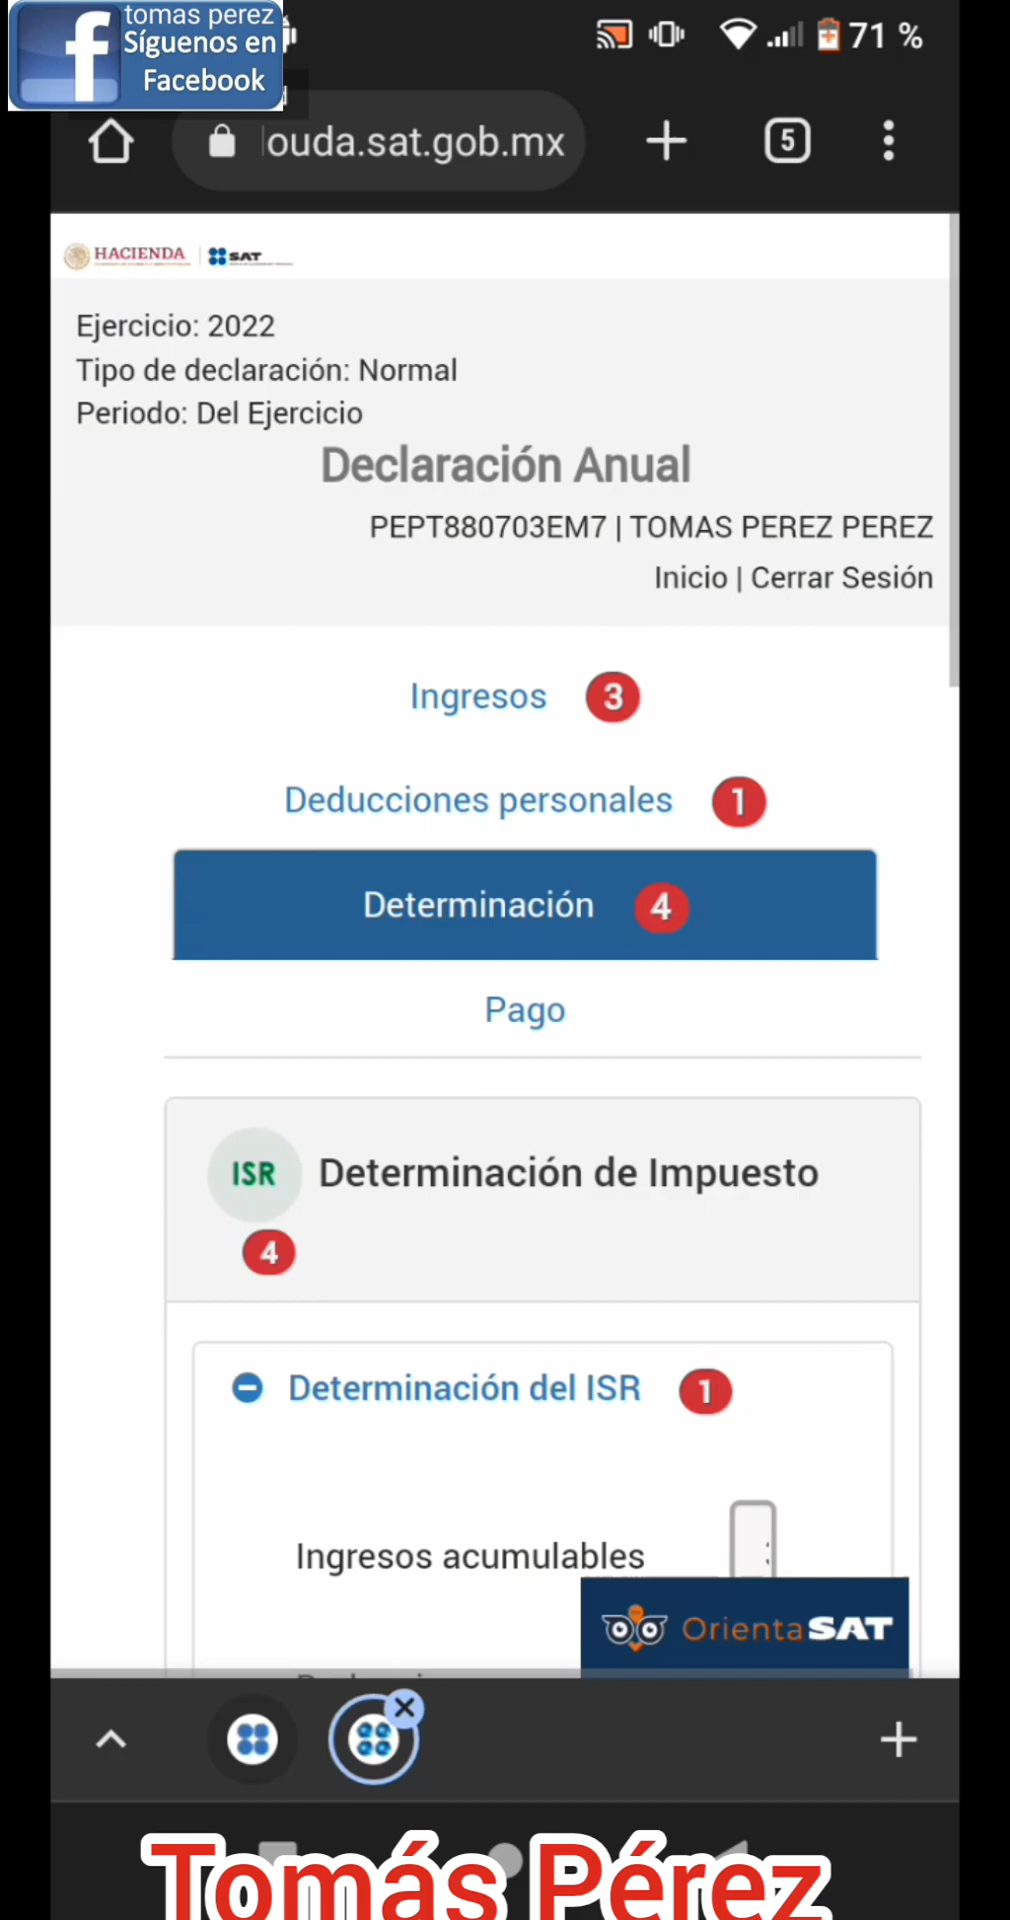 tomas perez
Síguenos en
Facebook
71 %
ouda.sat.gob.mx
5
HACIENDA
SAT
Ejercicio: 2022
Tipo de declaración: Normal
Periodo: Del Ejercicio
Declaración Anual
PEPT880703EM7 | TOMAS PEREZ PEREZ
Inicio | Cerrar Sesión
Ingresos 3
Deducciones personales 1
Determinación 4
Pago
ISR Determinación de Impuesto
4
Determinación del ISR 1
Ingresos acumulables
OrientaSAT
Tomás Pérez